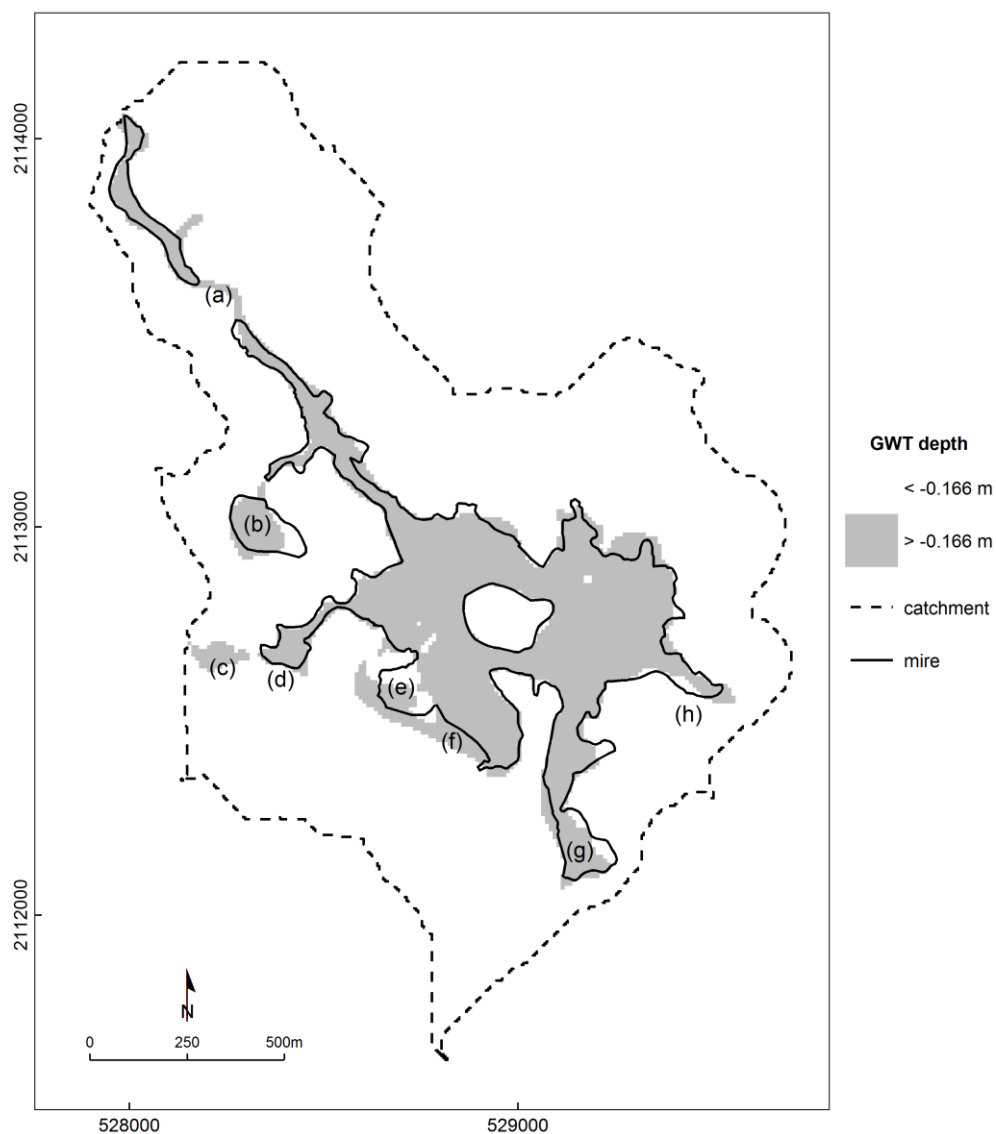 2114000
(a)
(b)
2113000
(c)
(d)
(e)
(f)
(h)
(g)
2112000
N
0 250 500m
528000 529000
GWT depth
< -0.166 m
> -0.166 m
catchment
mire